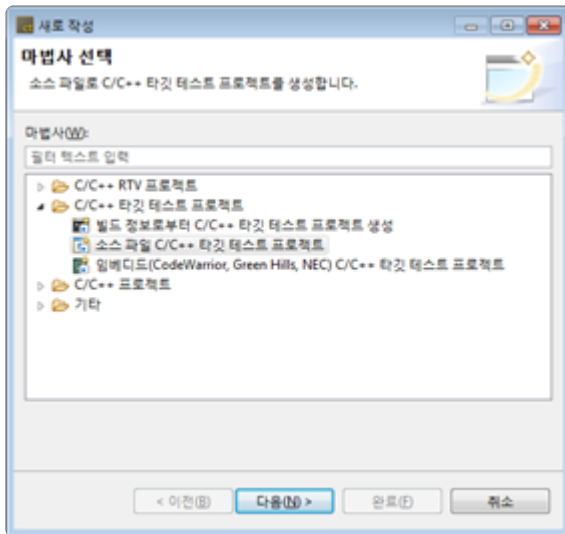 새로 작성
마법사 선택
소스 파일로 C/C++ 타깃 테스트 프로젝트를 생성합니다.
마법사(W):
필터 텍스트 입력
C/C++ RTV 프로젝트
C/C++ 타깃 테스트 프로젝트
빌드 정보로부터 C/C++ 타깃 테스트 프로젝트 생성
소스 파일 C/C++ 타깃 테스트 프로젝트
임베디드(CodeWarrior, Green Hills, NEC) C/C++ 타깃 테스트 프로젝트
C/C++ 프로젝트
기타
< 이전(B) 다음(N) > 완료(F) 취소